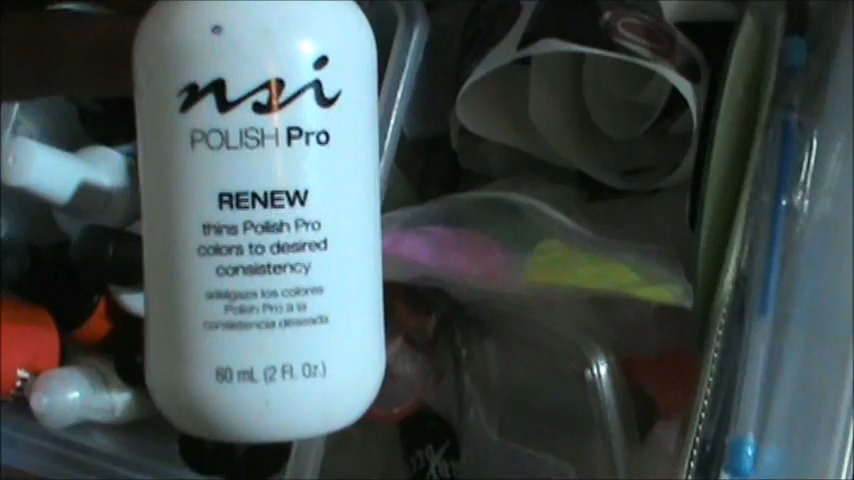 nsi
POLISH Pro
RENEW
thins Polish Pro
colors to desired
consistency
adelgaza los colores
Polish Pro a la
consistencia deseada
60 mL (2 Fl. Oz.)